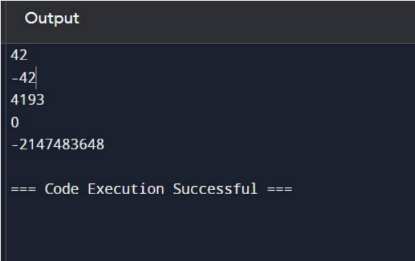 Output
42
-42
4193
0
-2147483648
=== Code Execution Successful ===